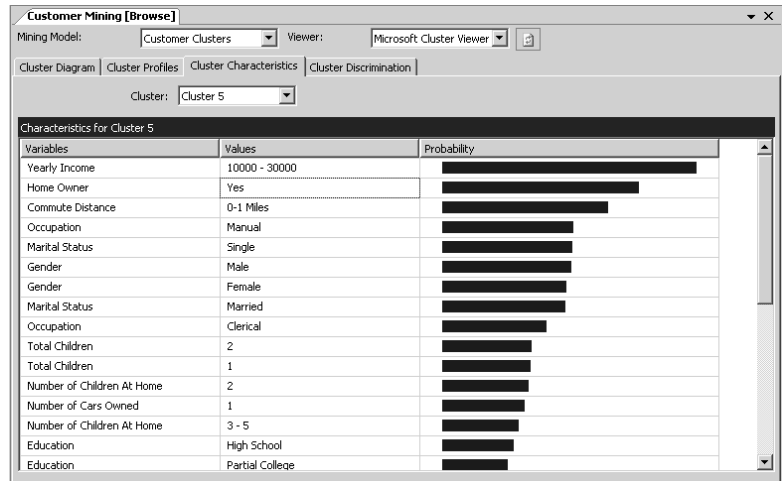 Customer Mining [Browse]
Mining Model: Customer Clusters Viewer: Microsoft Cluster Viewer
Cluster Diagram Cluster Profiles Cluster Characteristics Cluster Discrimination
Cluster: Cluster 5
Characteristics for Cluster 5
Variables Values Probability
Yearly Income 10000 - 30000
Home Owner Yes
Commute Distance 0-1 Miles
Occupation Manual
Marital Status Single
Gender Male
Gender Female
Marital Status Married
Occupation Clerical
Total Children 2
Total Children 1
Number of Children At Home 2
Number of Cars Owned 1
Number of Children At Home 3 - 5
Education High School
Education Partial College